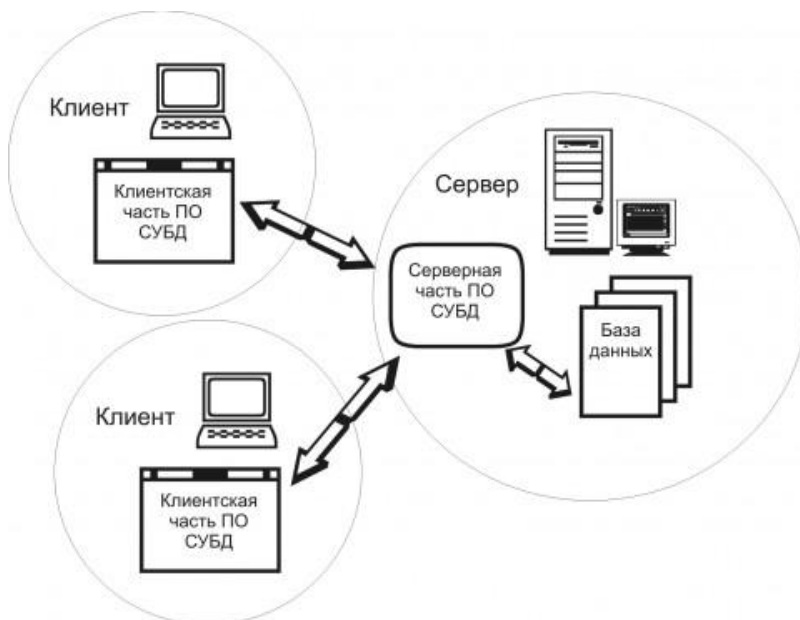 Клиент
Клиентская
часть ПО
СУБД
Сервер
Серверная
часть ПО
СУБД
База
данных
Клиент
Клиентская
часть ПО
СУБД